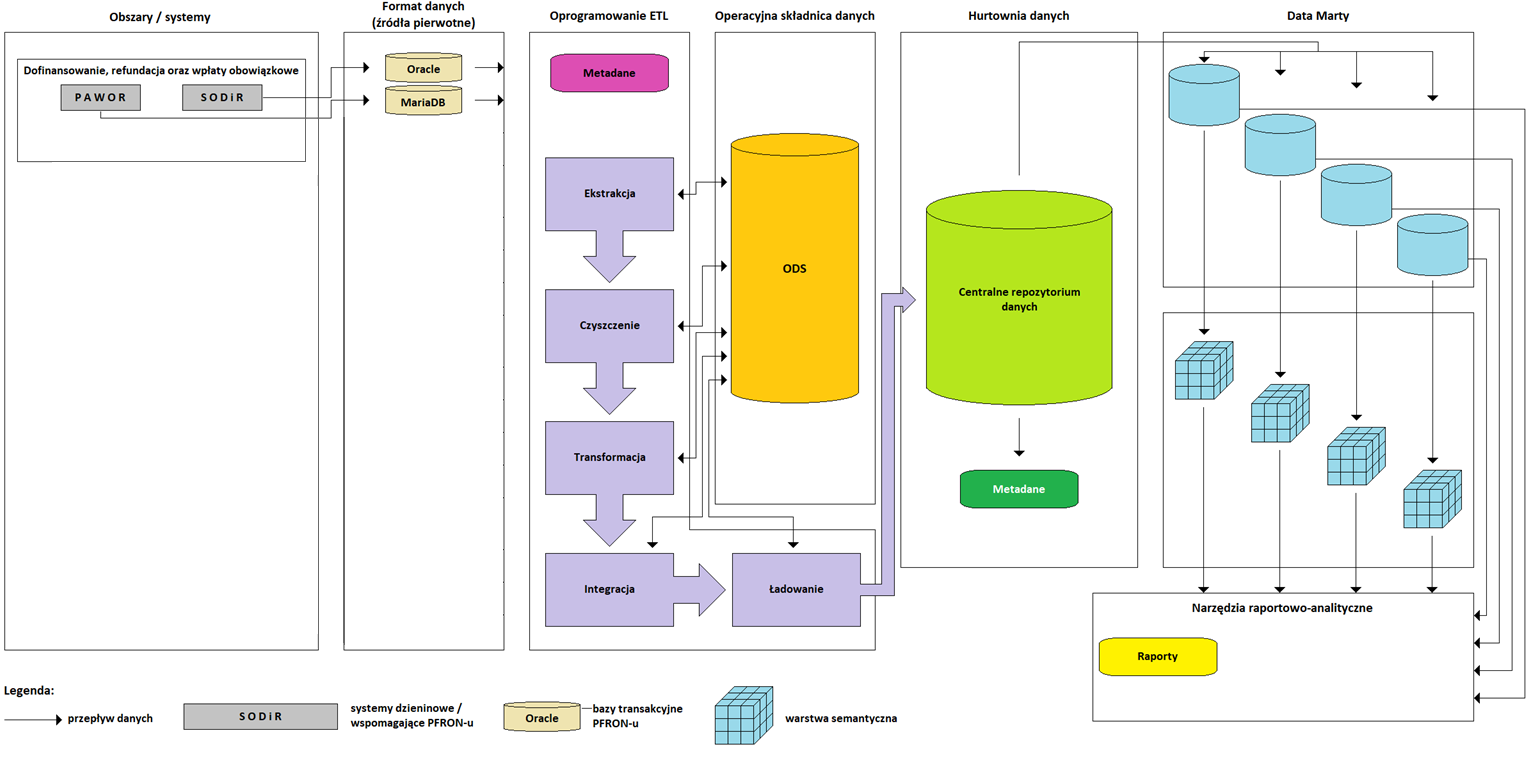 Obszary / systemy
Format danych
(źródła pierwotne)
Oprogramowanie ETL
Operacyjna składnica danych
Hurtownia danych
Data Marty
Dofinansowanie, refundacja oraz wpłaty obowiązkowe
P A W O R
S O D i R
Oracle
MariaDB
Metadane
Ekstrakcja
Czyszczenie
Transformacja
Integracja
Ładowanie
ODS
Centralne repozytorium
danych
Metadane
Narzędzia raportowo-analityczne
Raporty
Legenda:
przepływ danych
S O D i R
systemy dzieninowe /
wspomagające PFRON-u
Oracle
bazy transakcyjne
PFRON-u
warstwa semantyczna